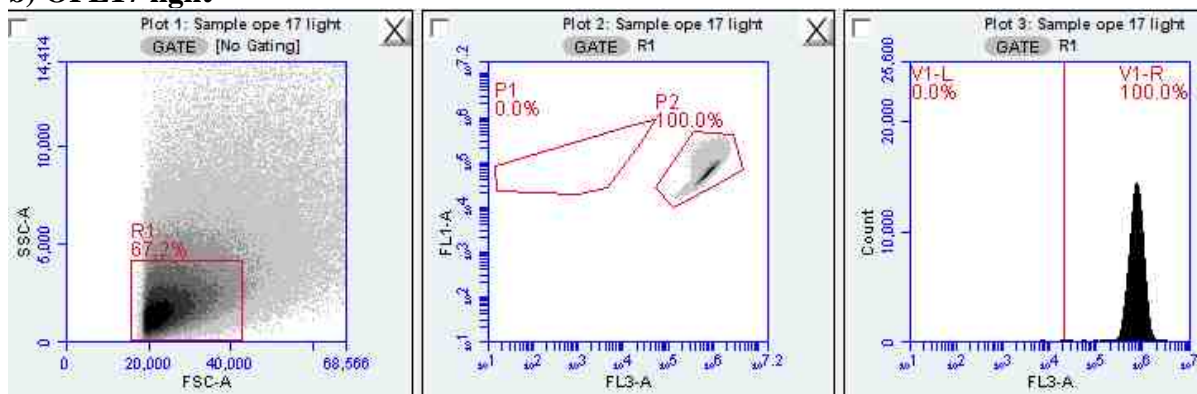 Plot 1: Sample ope 17 light
GATE [No Gating]
14,414
10,000
5,000
0
SSC-A
R1
67.2%
0 20,000 40,000 68,566
FSC-A
Plot 2: Sample ope 17 light
GATE R1
P1
0.0%
P2
100.0%
FL1-A
FL3-A
Plot 3: Sample ope 17 light
GATE R1
25,600
20,000
10,000
0
Count
V1-L
0.0%
V1-R
100.0%
FL3-A